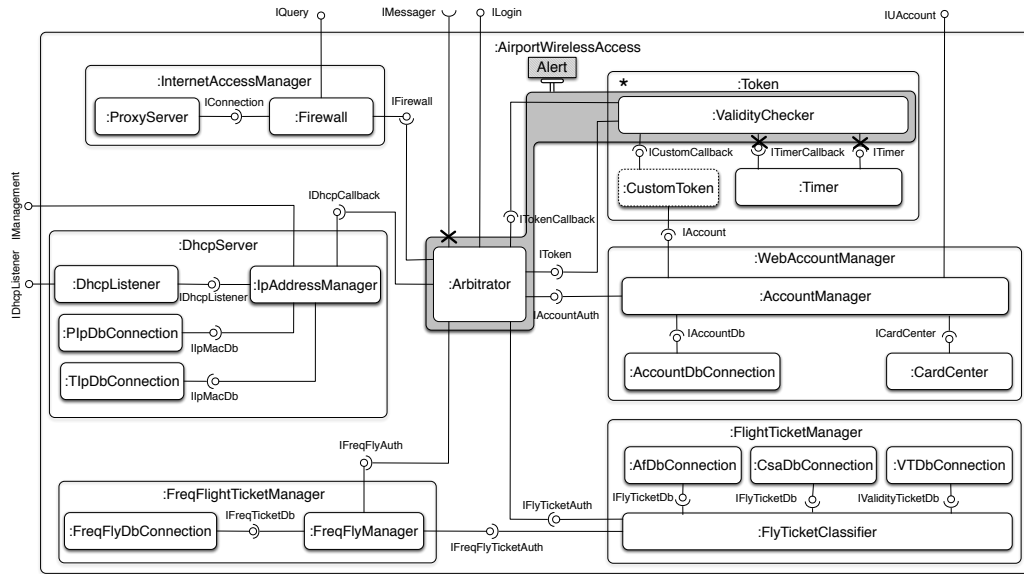 IQuery
IMessager
ILogin
IUAccount
:AirportWirelessAccess
Alert
:InternetAccessManager
:ProxyServer
IConnection
:Firewall
IFirewall
*
:Token
:ValidityChecker
ICustomCallback
ITimerCallback
ITimer
:CustomToken
:Timer
IManagement
IDhcpListener
IDhcpCallback
ITokenCallback
IAccount
:DhcpServer
:DhcpListener
IDhcpListener
:IpAddressManager
:PIpDbConnection
IIpMacDb
:TIpDbConnection
IIpMacDb
:Arbitrator
IToken
IAccountAuth
:WebAccountManager
:AccountManager
IAccountDb
ICardCenter
:AccountDbConnection
:CardCenter
IFreqFlyAuth
:FreqFlightTicketManager
:FreqFlyDbConnection
IFreqTicketDb
:FreqFlyManager
IFlyTicketAuth
IFreqFlyTicketAuth
:FlightTicketManager
:AfDbConnection
:CsaDbConnection
:VTDbConnection
IFlyTicketDb
IFlyTicketDb
IValidityTicketDb
:FlyTicketClassifier